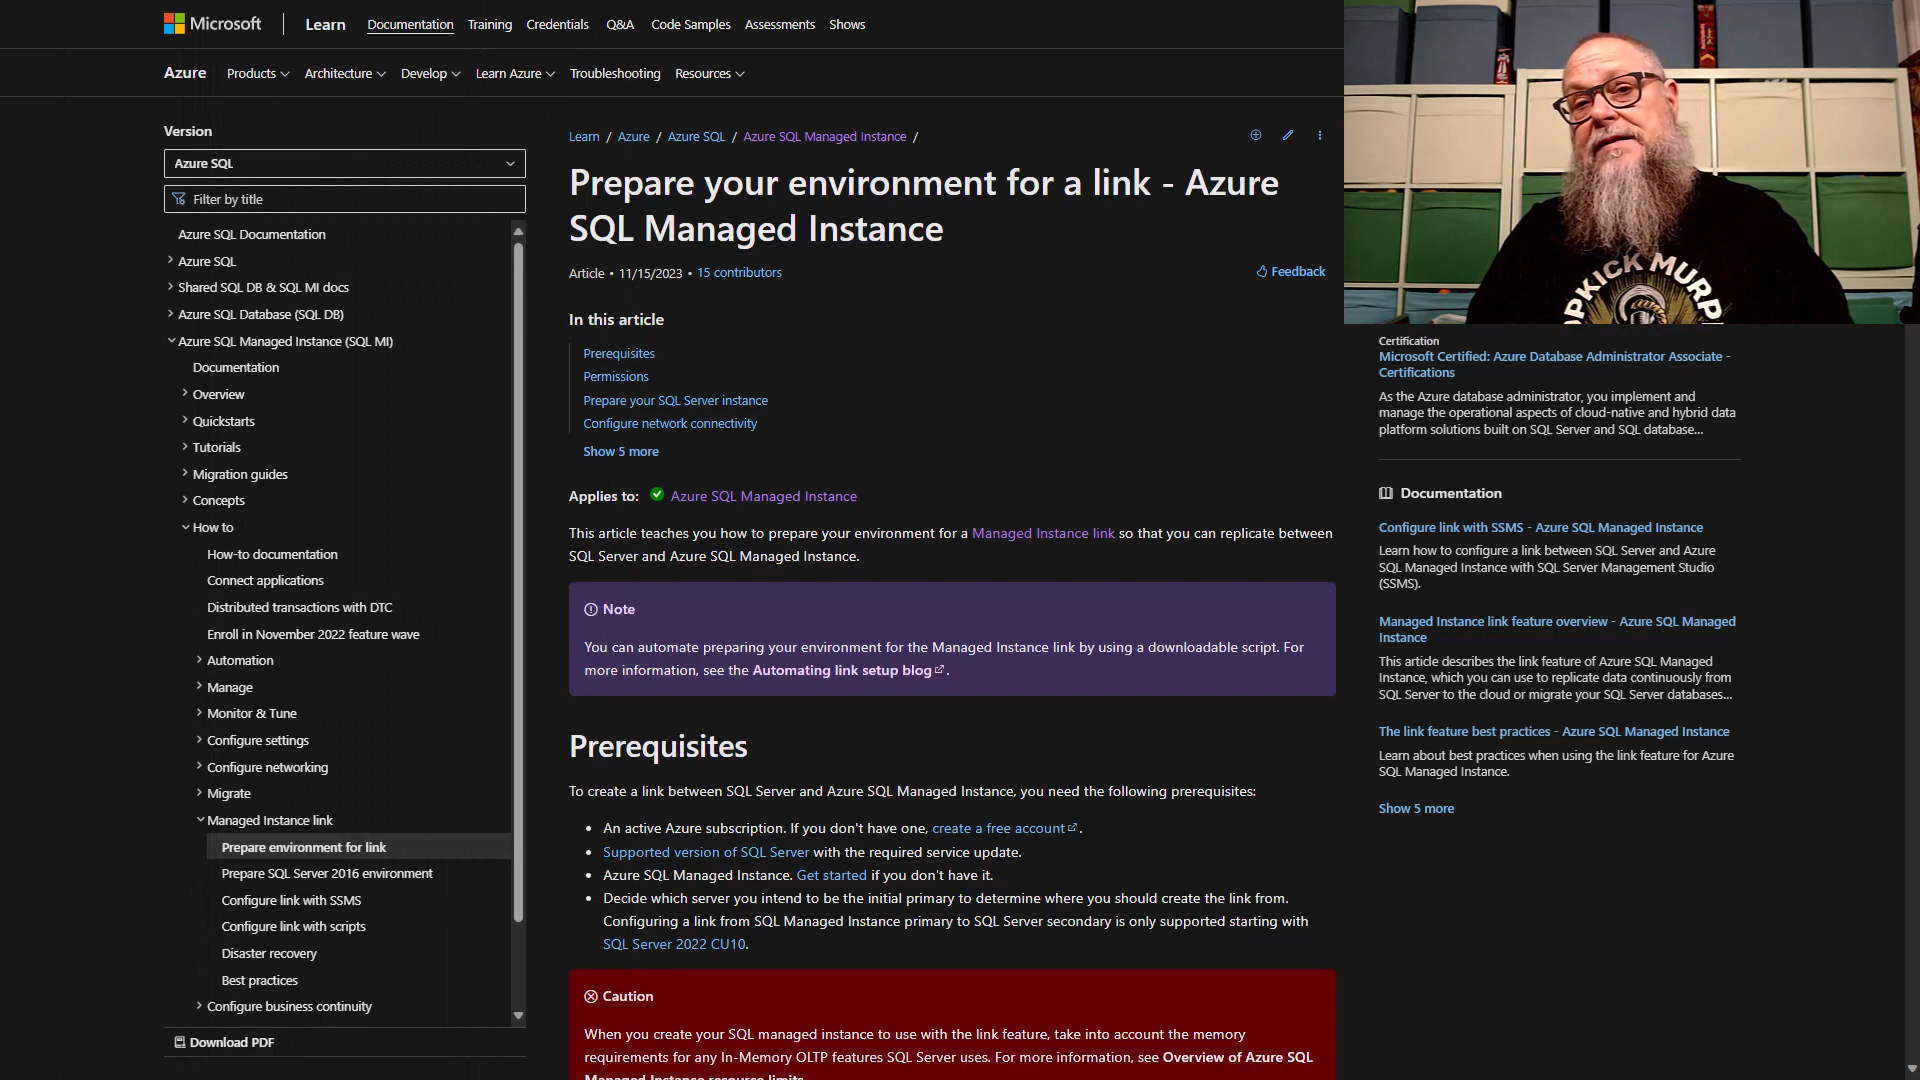 Microsoft
Learn
Documentation
Training
Credentials
Q&A
Code Samples
Assessments
Shows
Azure
Products
Architecture
Develop
Learn Azure
Troubleshooting
Resources
Version
Azure SQL
Filter by title
Azure SQL Documentation
Azure SQL
Shared SQL DB & SQL MI docs
Azure SQL Database (SQL DB)
Azure SQL Managed Instance (SQL MI)
Documentation
Overview
Quickstarts
Tutorials
Migration guides
Concepts
How to
How-to documentation
Connect applications
Distributed transactions with DTC
Enroll in November 2022 feature wave
Automation
Manage
Monitor & Tune
Configure settings
Configure networking
Migrate
Managed Instance link
Prepare environment for link
Prepare SQL Server 2016 environment
Configure link with SSMS
Configure link with scripts
Disaster recovery
Best practices
Configure business continuity
Download PDF
Learn / Azure / Azure SQL / Azure SQL Managed Instance /
Prepare your environment for a link - Azure
SQL Managed Instance
Article • 11/15/2023 • 15 contributors
Feedback
In this article
Prerequisites
Permissions
Prepare your SQL Server instance
Configure network connectivity
Show 5 more
Applies to: Azure SQL Managed Instance
This article teaches you how to prepare your environment for a Managed Instance link so that you can replicate between
SQL Server and Azure SQL Managed Instance.
Note
You can automate preparing your environment for the Managed Instance link by using a downloadable script. For
more information, see the Automating link setup blog.
Prerequisites
To create a link between SQL Server and Azure SQL Managed Instance, you need the following prerequisites:
• An active Azure subscription. If you don't have one, create a free account.
• Supported version of SQL Server with the required service update.
• Azure SQL Managed Instance. Get started if you don't have it.
• Decide which server you intend to be the initial primary to determine where you should create the link from.
Configuring a link from SQL Managed Instance primary to SQL Server secondary is only supported starting with
SQL Server 2022 CU10.
Caution
When you create your SQL managed instance to use with the link feature, take into account the memory
requirements for any In-Memory OLTP features SQL Server uses. For more information, see Overview of Azure SQL
Managed Instance resource limits.
OPKICK MURP
Certification
Microsoft Certified: Azure Database Administrator Associate -
Certifications
As the Azure database administrator, you implement and
manage the operational aspects of cloud-native and hybrid data
platform solutions built on SQL Server and SQL database...
Documentation
Configure link with SSMS - Azure SQL Managed Instance
Learn how to configure a link between SQL Server and Azure
SQL Managed Instance with SQL Server Management Studio
(SSMS).
Managed Instance link feature overview - Azure SQL Managed
Instance
This article describes the link feature of Azure SQL Managed
Instance, which you can use to replicate data continuously from
SQL Server to the cloud or migrate your SQL Server databases...
The link feature best practices - Azure SQL Managed Instance
Learn about best practices when using the link feature for Azure
SQL Managed Instance.
Show 5 more